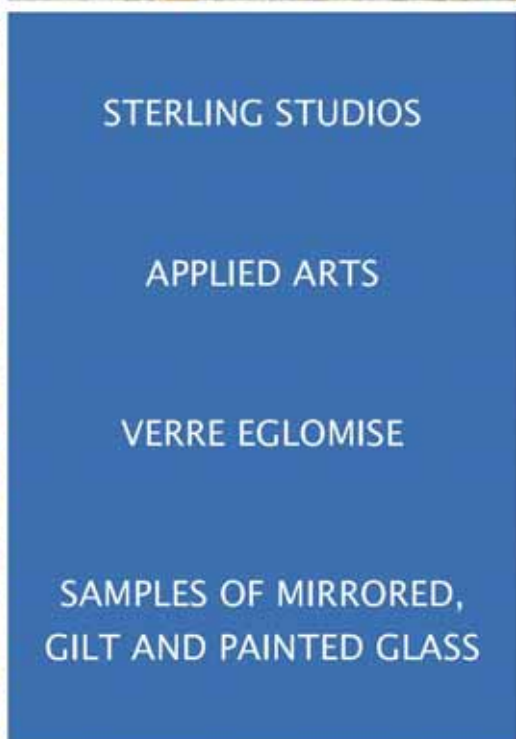 STERLING STUDIOS
APPLIED ARTS
VERRE EGLOMISE
SAMPLES OF MIRRORED,
GILT AND PAINTED GLASS